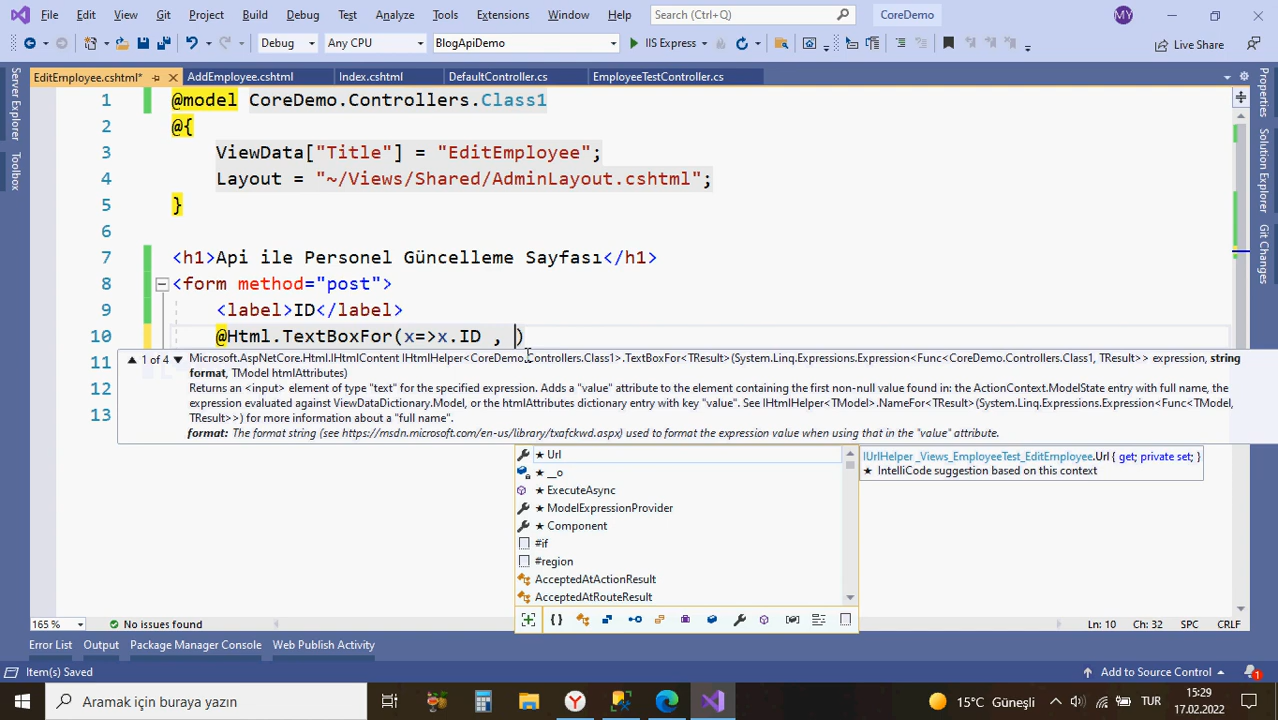 File Edit View Git Project Build Debug Test Analyze Tools Extensions Window Help Search (Ctrl+Q) CoreDemo MY
Debug Any CPU BlogApiDemo IIS Express Live Share
EditEmployee.cshtml* AddEmployee.cshtml Index.cshtml DefaultController.cs EmployeeTestController.cs
Server Explorer
Toolbox
Properties
Solution Explorer
Git Changes
1 @model CoreDemo.Controllers.Class1
2 @{
3 ViewData["Title"] = "EditEmployee";
4 Layout = "~/Views/Shared/AdminLayout.cshtml";
5 }
6
7 <h1>Api ile Personel Güncelleme Sayfası</h1>
8 <form method="post">
9 <label>ID</label>
10 @Html.TextBoxFor(x=>x.ID , )
11
12
13
1 of 4 Microsoft.AspNetCore.Html.IHtmlContent IHtmlHelper<CoreDemo.Controllers.Class1>.TextBoxFor<TResult>(System.Linq.Expressions.Expression<Func<CoreDemo.Controllers.Class1, TResult>> expression, string
format, TModel htmlAttributes)
Returns an <input> element of type "text" for the specified expression. Adds a "value" attribute to the element containing the first non-null value found in: the ActionContext.ModelState entry with full name, the
expression evaluated against ViewDataDictionary.Model, or the htmlAttributes dictionary entry with key "value". See IHtmlHelper<TModel>.NameFor<TResult>(System.Linq.Expressions.Expression<Func<TModel,
TResult>>) for more information about a "full name".
format: The format string (see https://msdn.microsoft.com/en-us/library/txafckwd.aspx) used to format the expression value when using that in the "value" attribute.
★ Url
★ __o
★ ExecuteAsync
★ ModelExpressionProvider
★ Component
#if
#region
AcceptedAtActionResult
AcceptedAtRouteResult
IUrlHelper _Views_EmployeeTest_EditEmployee.Url { get; private set; }
★ IntelliCode suggestion based on this context
165 % No issues found Ln: 10 Ch: 32 SPC CRLF
Error List Output Package Manager Console Web Publish Activity
Item(s) Saved Add to Source Control 1
Aramak için buraya yazın 15°C Güneşli TUR 15:29
17.02.2022